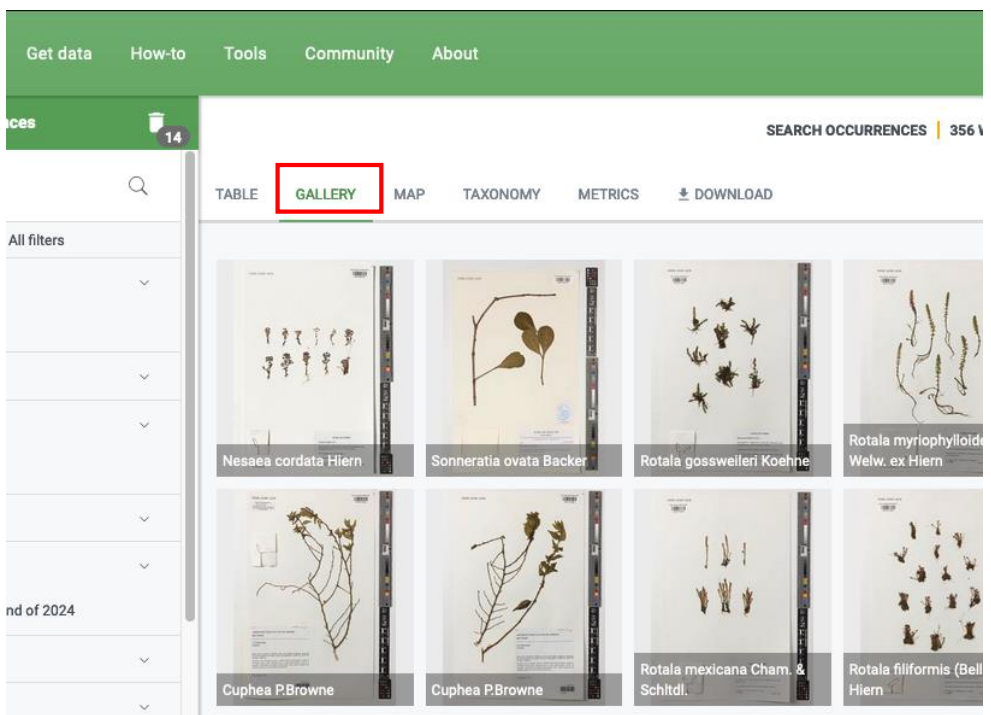 Get data How-to Tools Community About
nces
14
SEARCH OCCURRENCES | 356 W
TABLE GALLERY MAP TAXONOMY METRICS DOWNLOAD
All filters
Nesaea cordata Hiern
Sonneratia ovata Backer
Rotala gossweileri Koehne
Rotala myriophylloide
Welw. ex Hiern
nd of 2024
Cuphea P.Browne
Cuphea P.Browne
Rotala mexicana Cham. &
Schltdl.
Rotala filiformis (Bell
Hiern